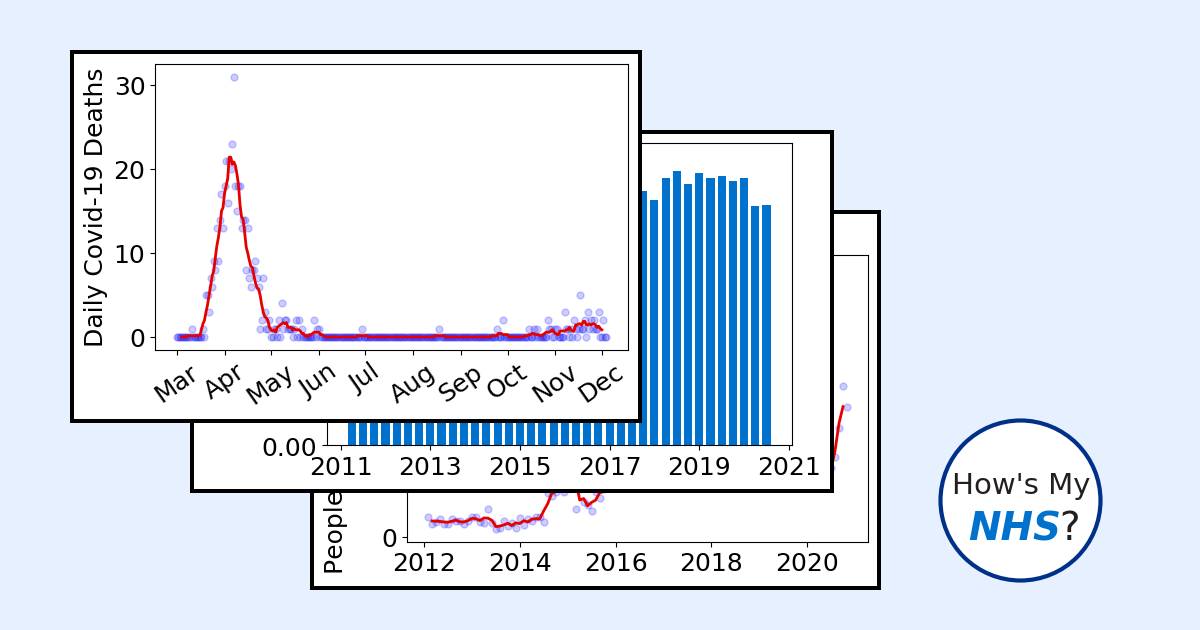 Daily Covid-19 Deaths
30
20
10
0
Mar Apr May Jun Jul Aug Sep Oct Nov Dec
0.00
2011 2013 2015 2017 2019 2021
People
0
2012 2014 2016 2018 2020
How's My
NHS?